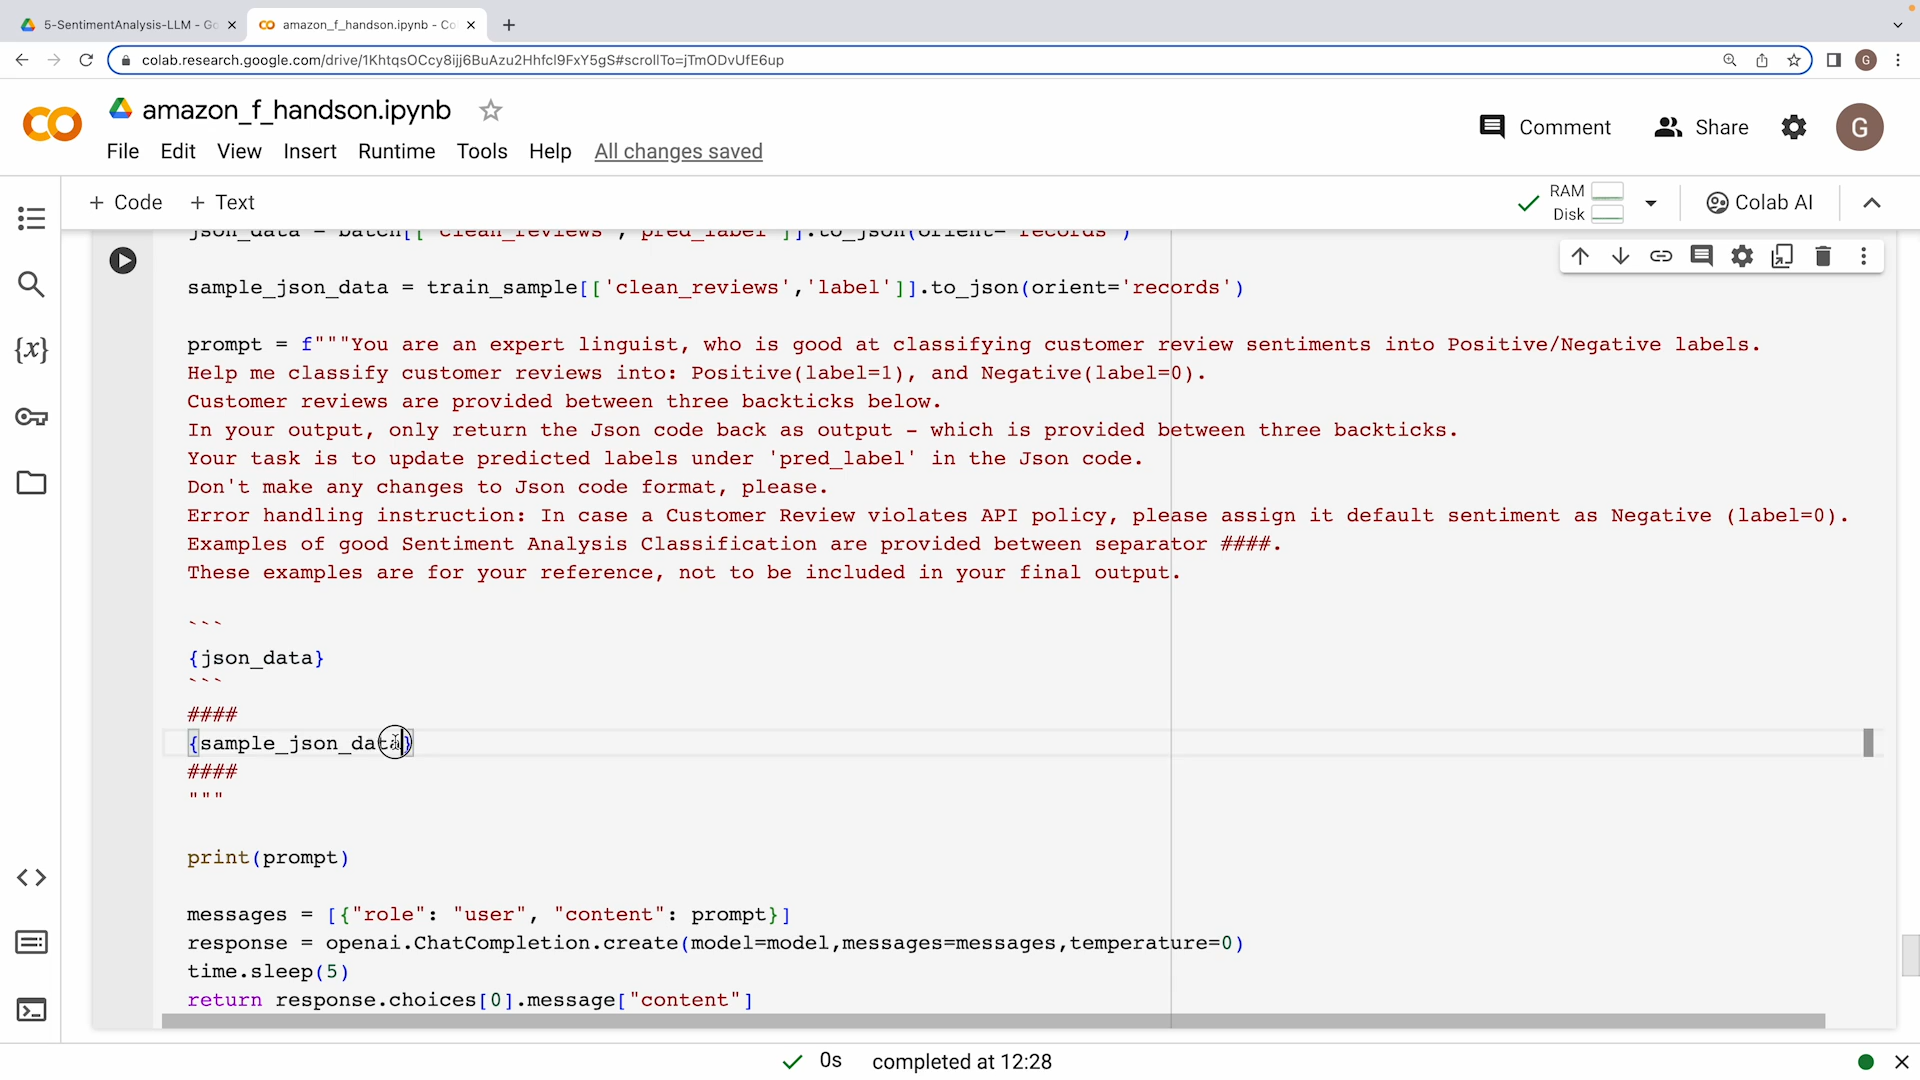 5-SentimentAnalysis-LLM - Go
amazon_f_handson.ipynb - Co
colab.research.google.com/drive/1KhtqsOCcy8ijj6BuAzu2Hhfcl9FxY5gS#scrollTo=jTmODvUfE6up
G
amazon_f_handson.ipynb
Comment
Share
G
File Edit View Insert Runtime Tools Help All changes saved
+ Code + Text
RAM
Disk
Colab AI
json_data = batch[['clean_reviews','pred_label']].to_json(orient='records')
sample_json_data = train_sample[['clean_reviews','label']].to_json(orient='records')
prompt = f"""You are an expert linguist, who is good at classifying customer review sentiments into Positive/Negative labels.
Help me classify customer reviews into: Positive(label=1), and Negative(label=0).
Customer reviews are provided between three backticks below.
In your output, only return the Json code back as output - which is provided between three backticks.
Your task is to update predicted labels under 'pred_label' in the Json code.
Don't make any changes to Json code format, please.
Error handling instruction: In case a Customer Review violates API policy, please assign it default sentiment as Negative (label=0).
Examples of good Sentiment Analysis Classification are provided between separator ####.
These examples are for your reference, not to be included in your final output.
```
{json_data}
```
####
{sample_json_data}
####
"""
print(prompt)
messages = [{"role": "user", "content": prompt}]
response = openai.ChatCompletion.create(model=model,messages=messages,temperature=0)
time.sleep(5)
return response.choices[0].message["content"]
0s completed at 12:28